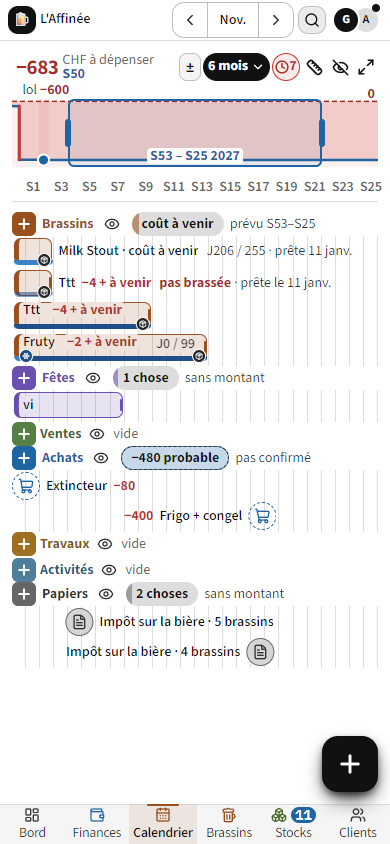 L'Affinée
Nov.
G
A
−683 CHF à dépenser
S50
±
6 mois
7
lol −600
0
S53 – S25 2027
S1 S3 S5 S7 S9 S11 S13 S15 S17 S19 S21 S23 S25
Brassins coût à venir prévu S53–S25
Milk Stout · coût à venir J206 / 255 · prête 11 janv.
Ttt −4 + à venir pas brassée · prête le 11 janv.
Ttt −4 + à venir
Fruty −2 + à venir J0 / 99
Fêtes 1 chose sans montant
vi
Ventes vide
Achats −480 probable pas confirmé
Extincteur −80
−400 Frigo + congel
Travaux vide
Activités vide
Papiers 2 choses sans montant
Impôt sur la bière · 5 brassins
Impôt sur la bière · 4 brassins
+
Bord Finances Calendrier Brassins Stocks 11 Clients